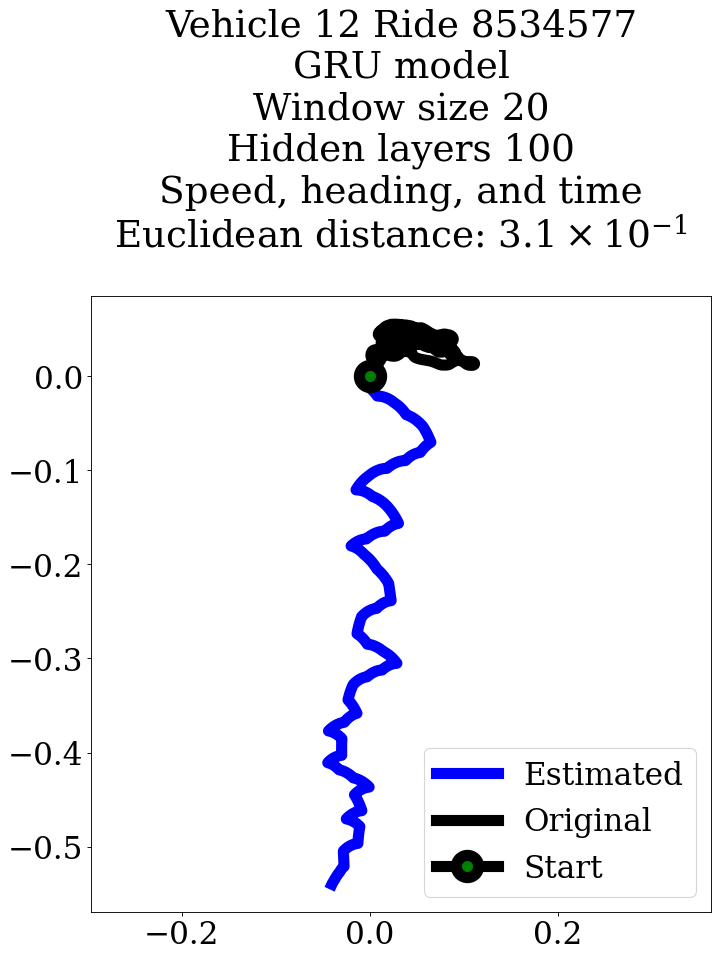 Vehicle 12 Ride 8534577
GRU model
Window size 20
Hidden layers 100
Speed, heading, and time
Euclidean distance: 3.1 × 10⁻¹
0.0
−0.1
−0.2
−0.3
−0.4
−0.5
−0.2
0.0
0.2
Estimated
Original
Start